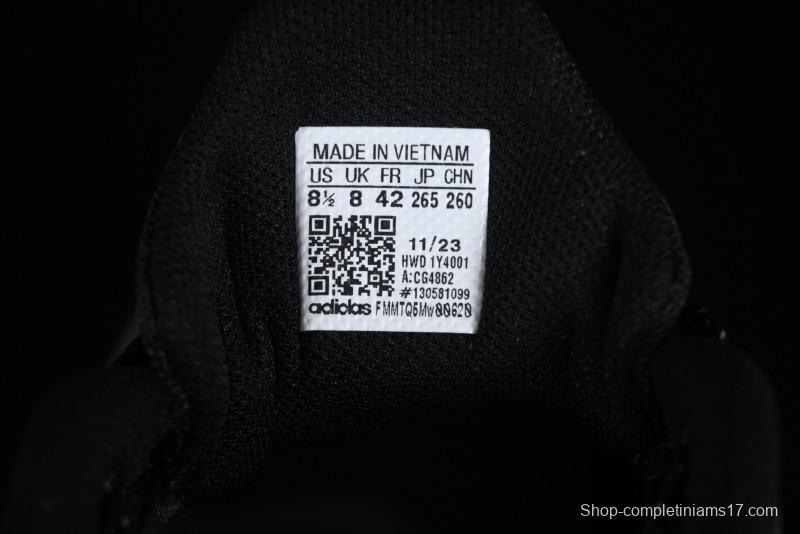 MADE IN VIETNAM
US UK FR JP CHN
8½ 8 42 265 260
11/23
HWD 1Y4001
A:CG4862
#130581099
adidas FMMTQ6Mw00620
Shop-completiniams17.com